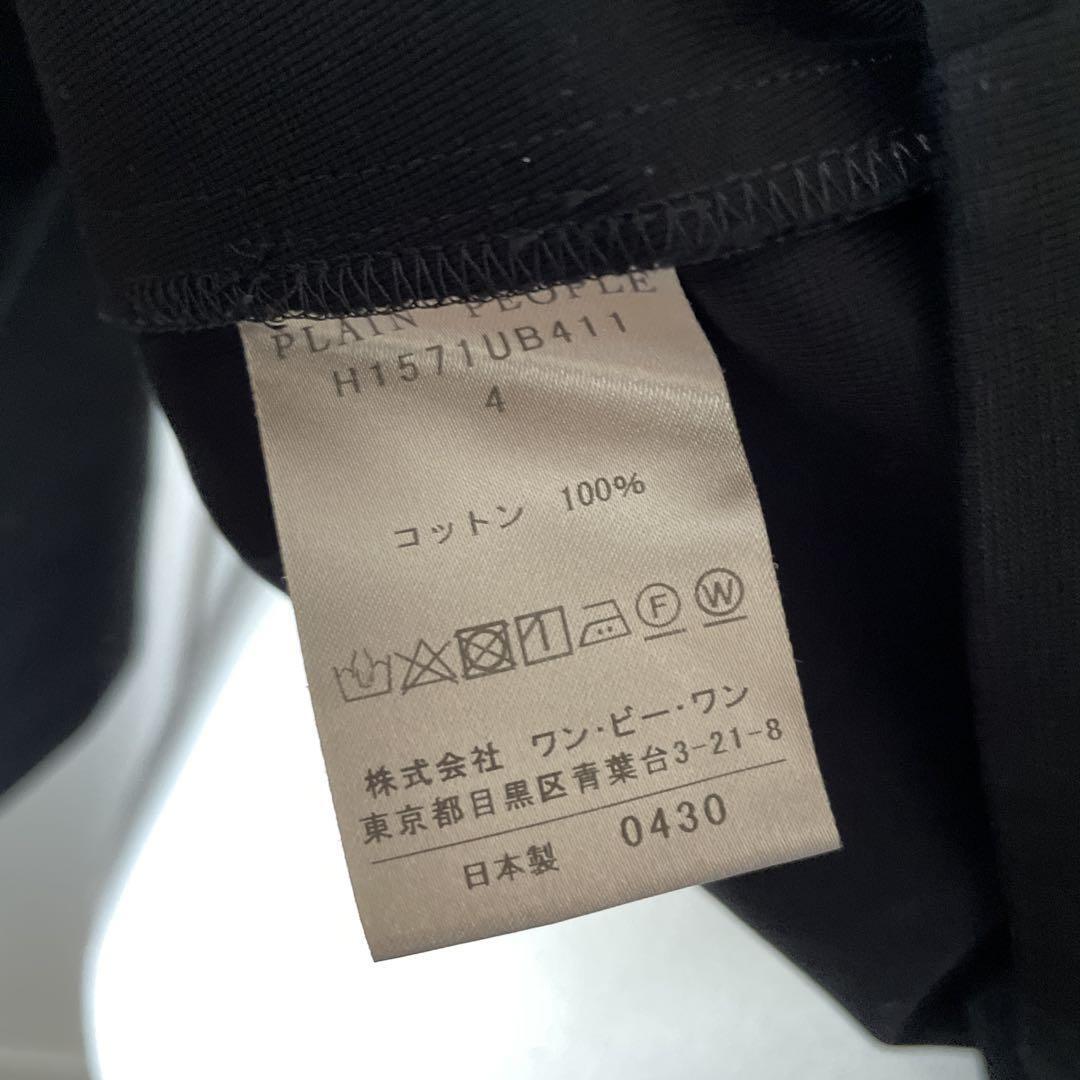 PLAIN PEOPLE
H1571UB411
4
コットン 100%
F W
株式会社 ワン・ビー・ワン
東京都目黒区青葉台3-21-8
日本製 0430